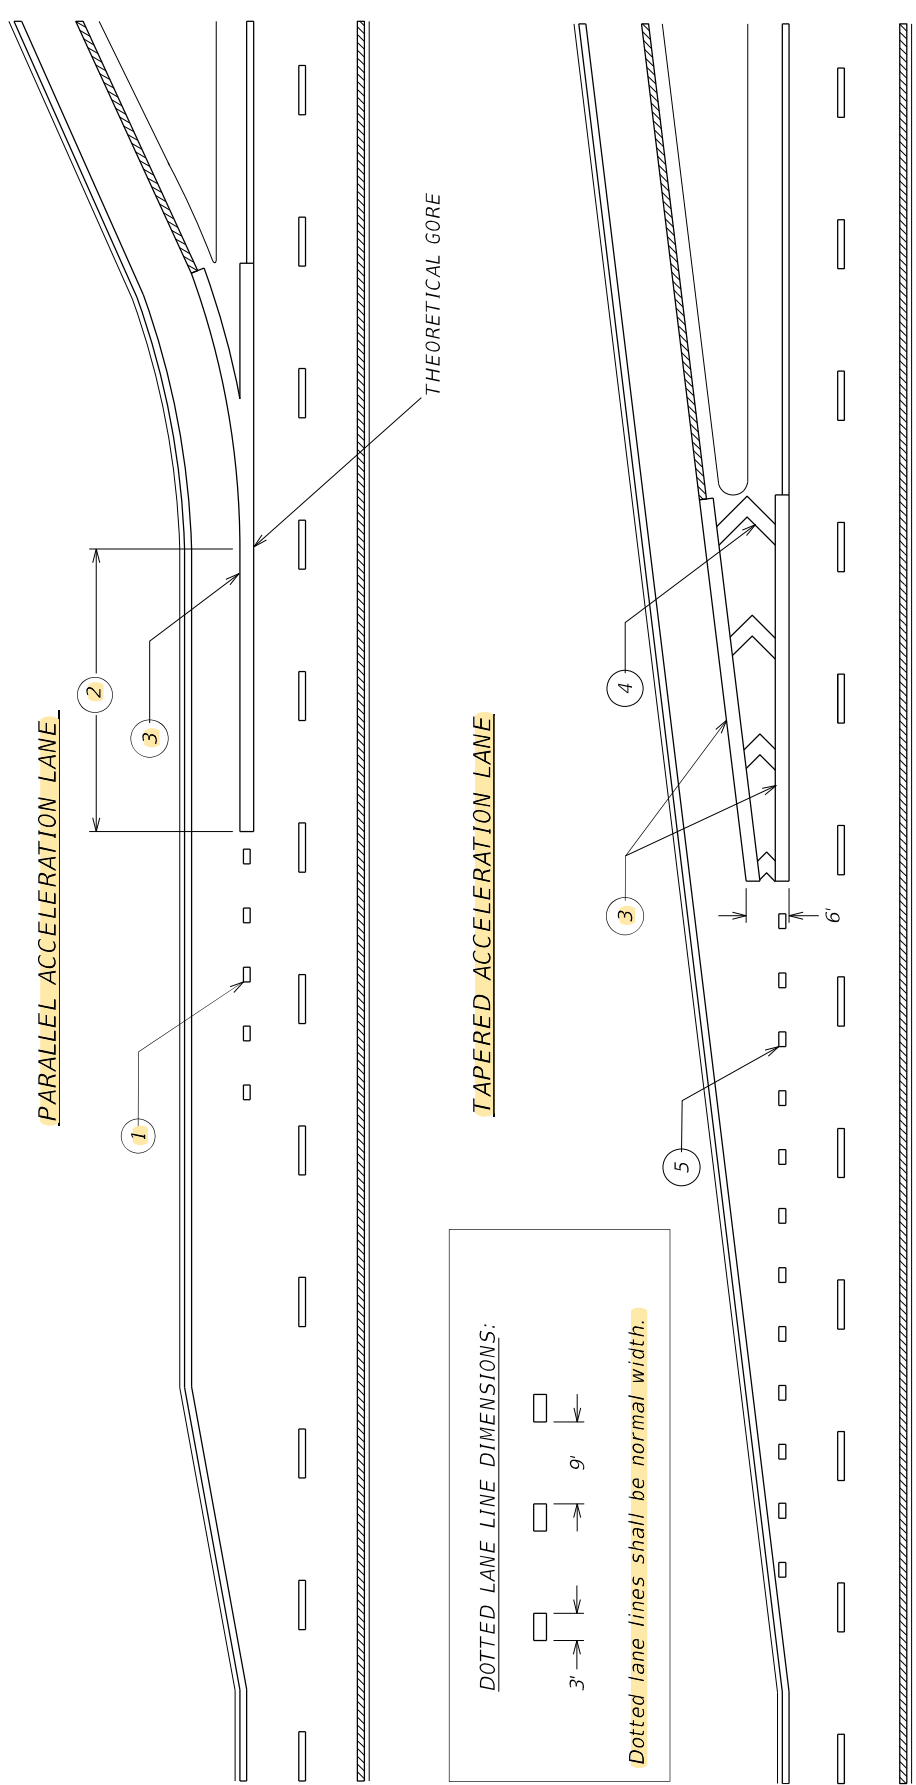 PARALLEL ACCELERATION LANE
2
3
1
THEORETICAL GORE
TAPERED ACCELERATION LANE
4
3
5
6'
DOTTED LANE LINE DIMENSIONS:
3'
9'
Dotted lane lines shall be normal width.